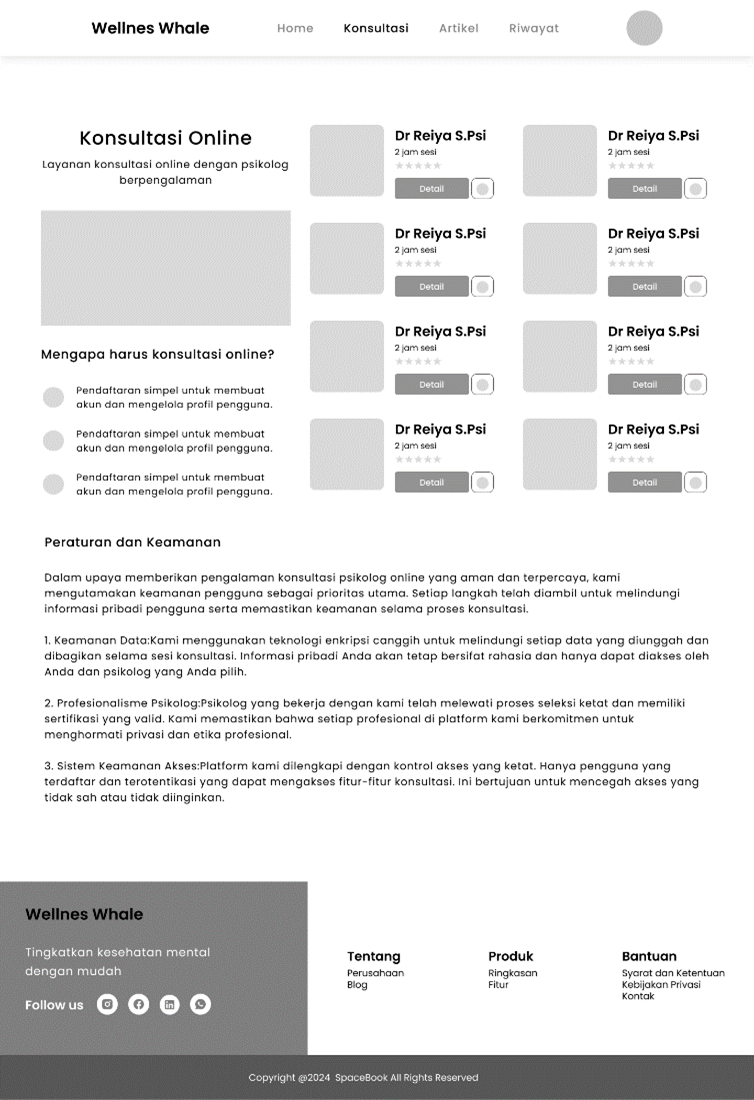 Wellnes Whale
Home
Konsultasi
Artikel
Riwayat
Konsultasi Online
Layanan konsultasi online dengan psikolog
berpengalaman
Mengapa harus konsultasi online?
Pendaftaran simpel untuk membuat
akun dan mengelola profil pengguna.
Pendaftaran simpel untuk membuat
akun dan mengelola profil pengguna.
Pendaftaran simpel untuk membuat
akun dan mengelola profil pengguna.
Dr Reiya S.Psi
2 jam sesi
Detail
Dr Reiya S.Psi
2 jam sesi
Detail
Dr Reiya S.Psi
2 jam sesi
Detail
Dr Reiya S.Psi
2 jam sesi
Detail
Dr Reiya S.Psi
2 jam sesi
Detail
Dr Reiya S.Psi
2 jam sesi
Detail
Dr Reiya S.Psi
2 jam sesi
Detail
Dr Reiya S.Psi
2 jam sesi
Detail
Peraturan dan Keamanan
Dalam upaya memberikan pengalaman konsultasi psikolog online yang aman dan terpercaya, kami
mengutamakan keamanan pengguna sebagai prioritas utama. Setiap langkah telah diambil untuk melindungi
informasi pribadi pengguna serta memastikan keamanan selama proses konsultasi.
1. Keamanan Data:Kami menggunakan teknologi enkripsi canggih untuk melindungi setiap data yang diunggah dan
dibagikan selama sesi konsultasi. Informasi pribadi Anda akan tetap bersifat rahasia dan hanya dapat diakses oleh
Anda dan psikolog yang Anda pilih.
2. Profesionalisme Psikolog:Psikolog yang bekerja dengan kami telah melewati proses seleksi ketat dan memiliki
sertifikasi yang valid. Kami memastikan bahwa setiap profesional di platform kami berkomitmen untuk
menghormati privasi dan etika profesional.
3. Sistem Keamanan Akses:Platform kami dilengkapi dengan kontrol akses yang ketat. Hanya pengguna yang
terdaftar dan terotentikasi yang dapat mengakses fitur-fitur konsultasi. Ini bertujuan untuk mencegah akses yang
tidak sah atau tidak diinginkan.
Wellnes Whale
Tingkatkan kesehatan mental
dengan mudah
Follow us
Tentang
Perusahaan
Blog
Produk
Ringkasan
Fitur
Bantuan
Syarat dan Ketentuan
Kebijakan Privasi
Kontak
Copyright @2024 SpaceBook All Rights Reserved